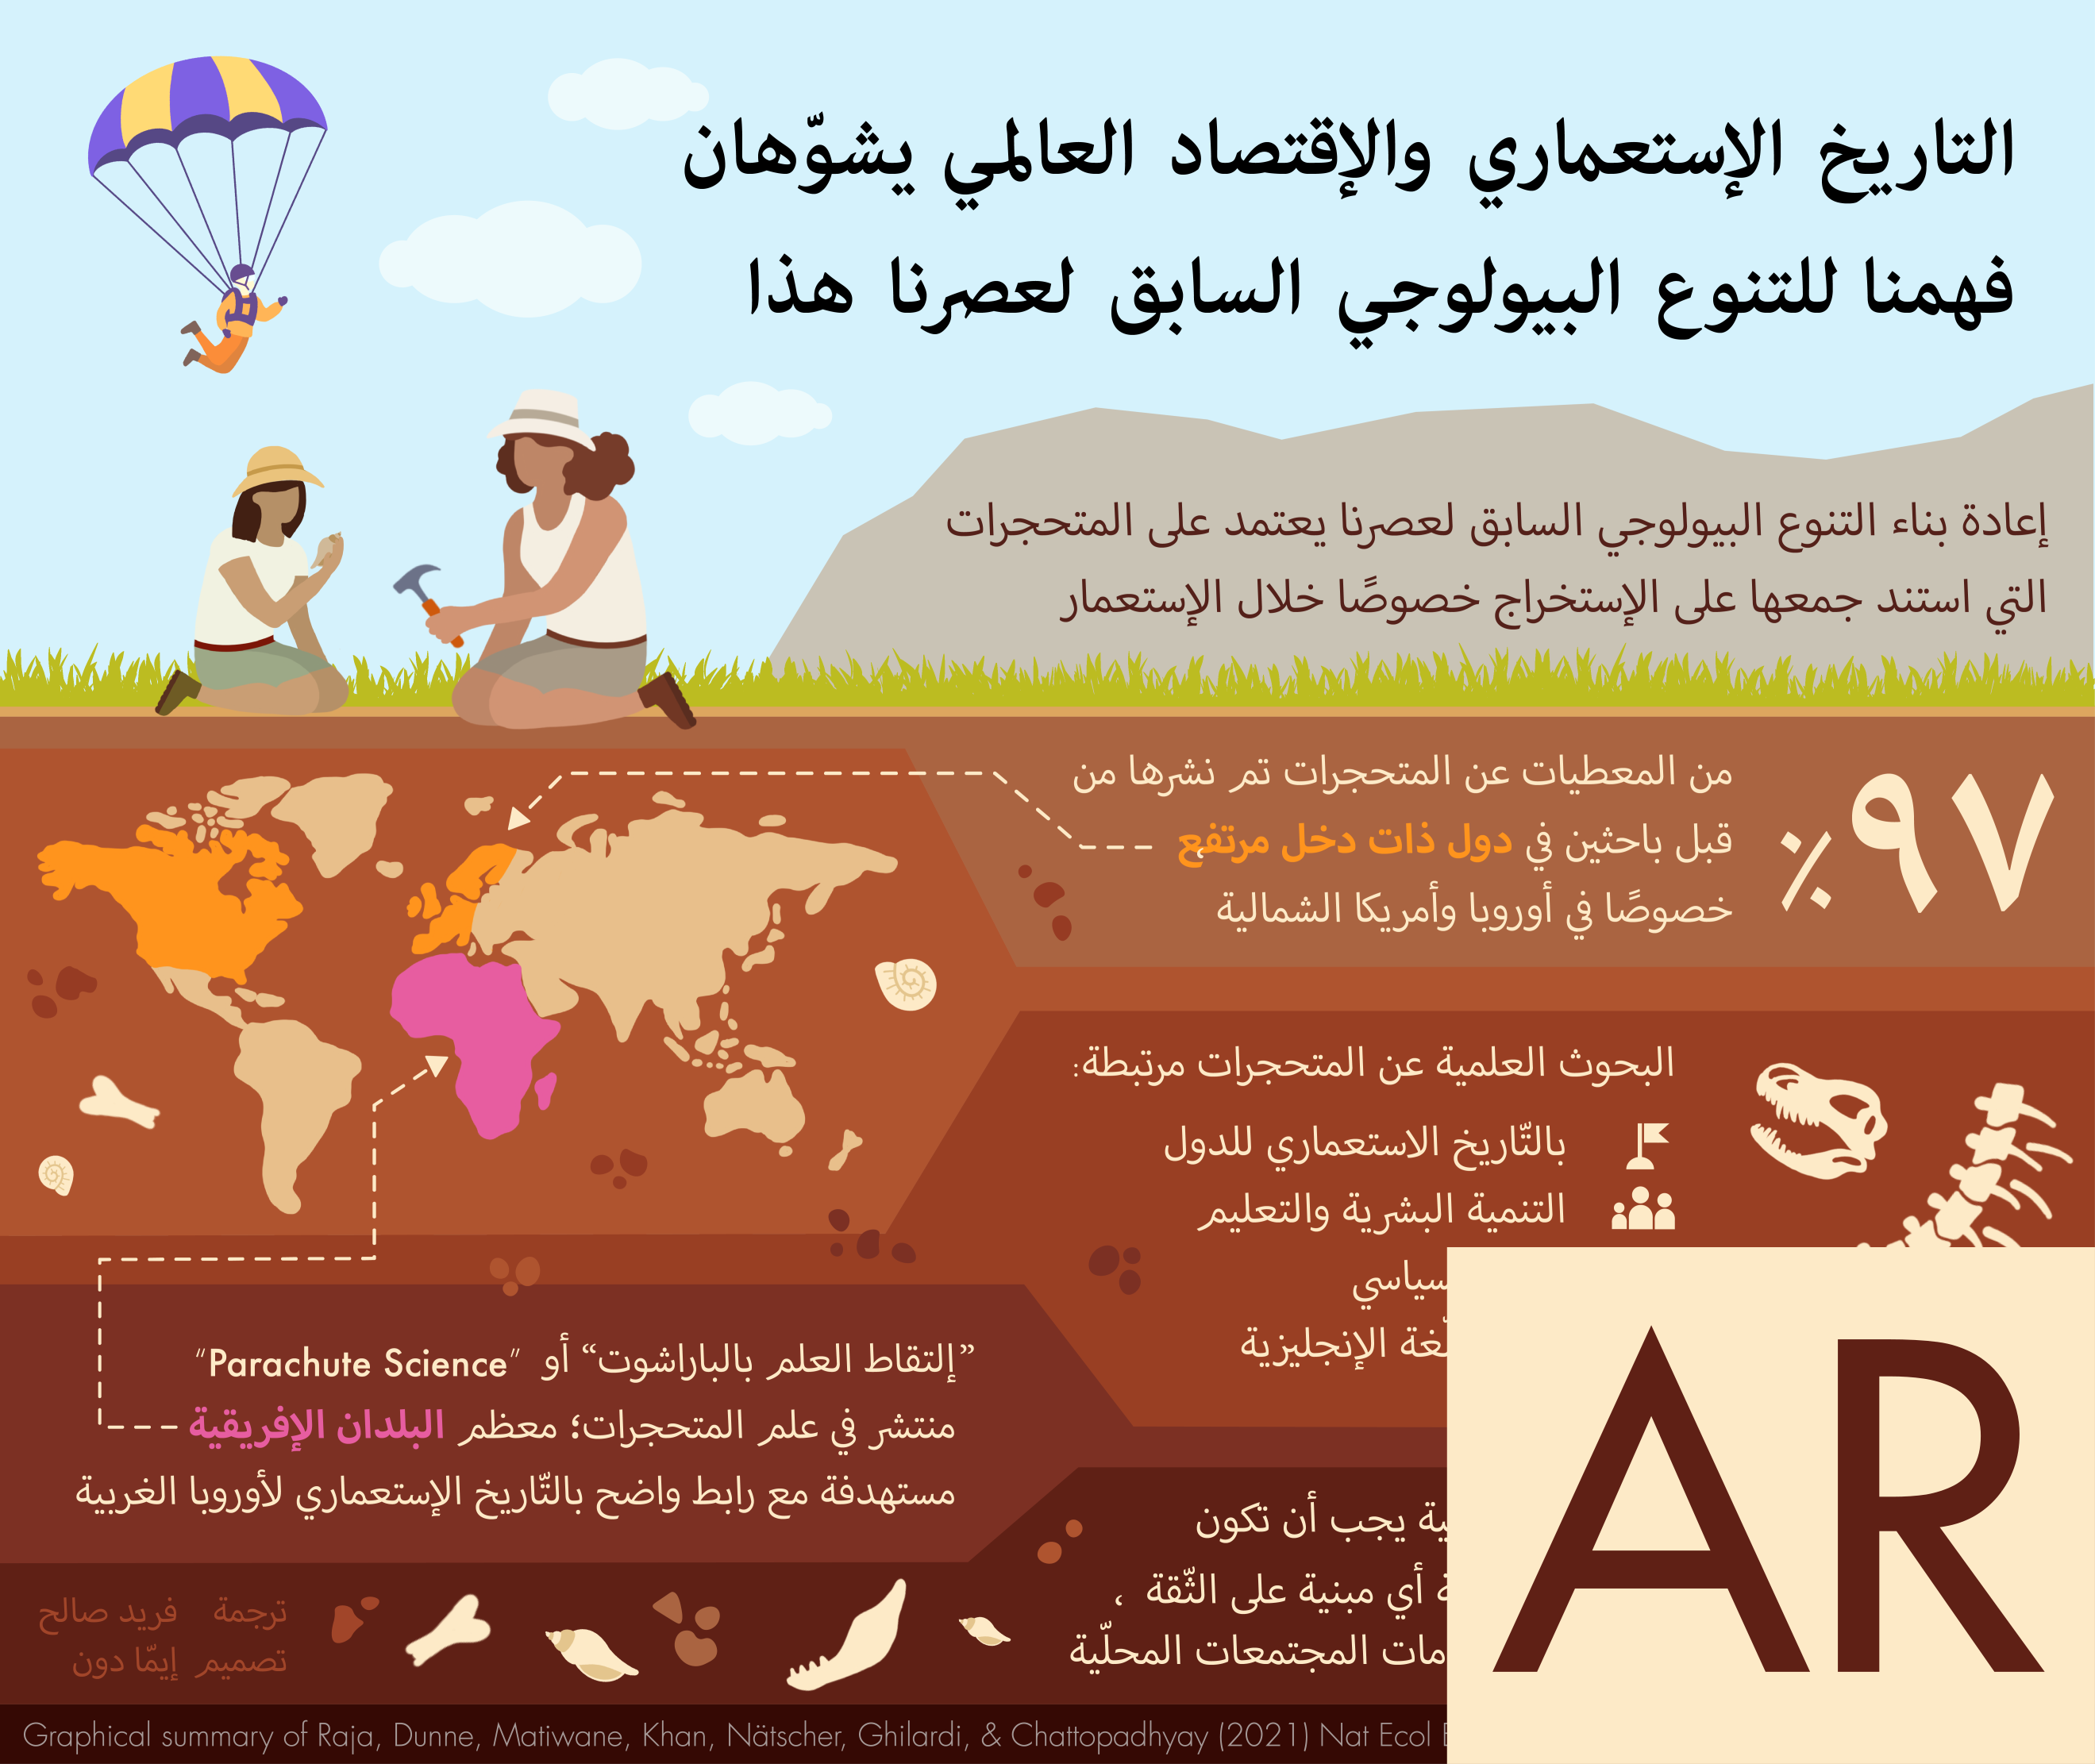 التاريخ الإستعماري والإقتصاد العالمي يشوّهان
فهمنا للتنوع البيولوجي السابق لعصرنا هذا
إعادة بناء التنوع البيولوجي السابق لعصرنا يعتمد على المتحجرات
التي استند جمعها على الإستخراج خصوصًا خلال الإستعمار
٩٧٪
من المعطيات عن المتحجرات تم نشرها من
قبل باحثين في دول ذات دخل مرتفع،
خصوصًا في أوروبا وأمريكا الشمالية
البحوث العلمية عن المتحجرات مرتبطة:
بالتّاريخ الاستعماري للدول
التنمية البشرية والتعليم
الإنجليزية
”إلتقاط العلم بالباراشوت“ أو "Parachute Science"
منتشر في علم المتحجرات؛ معظم البلدان الإفريقية
مستهدفة مع رابط واضح بالتّاريخ الإستعماري لأوروبا الغربية
يجب أن تكون
أي مبنية على الثّقة ،
المجتمعات المحلّية
ترجمة فريد صالح
تصميم إيمّا دون
Graphical summary of Raja, Dunne, Matiwane, Khan, Nätscher, Ghilardi, & Chattopadhyay (2021) Nat Ecol
AR